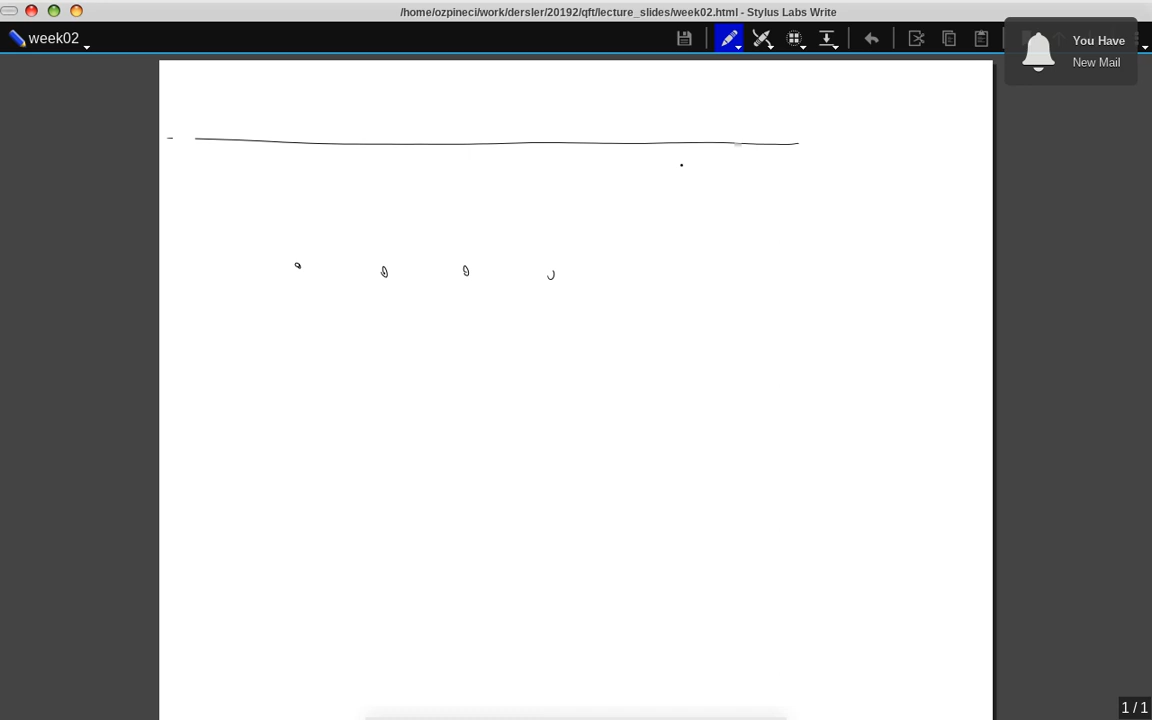 /home/ozpineci/work/dersler/20192/qft/lecture_slides/week02.html - Stylus Labs Write
week02
You Have
New Mail
1 / 1